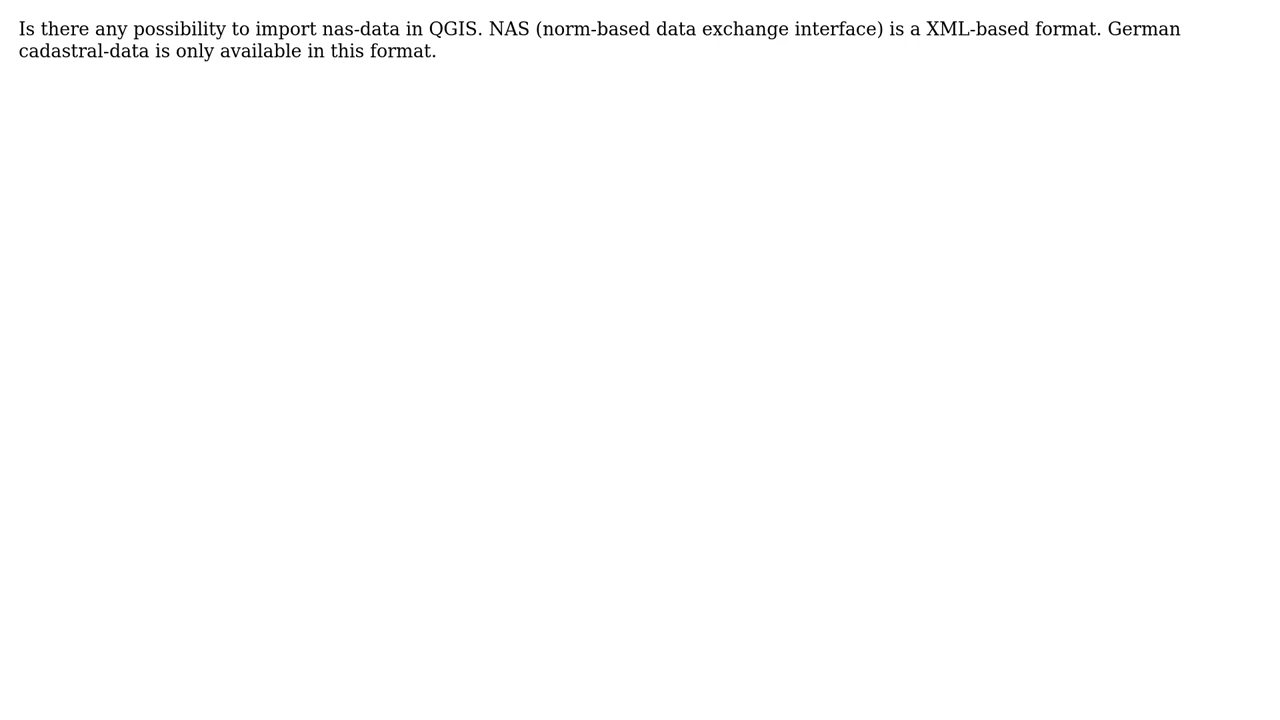 Is there any possibility to import nas-data in QGIS. NAS (norm-based data exchange interface) is a XML-based format. German
cadastral-data is only available in this format.